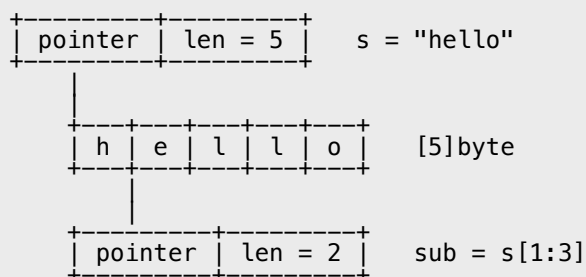 pointer | len = 5 s = "hello"
h | e | l | l | o [5]byte
pointer | len = 2 sub = s[1:3]